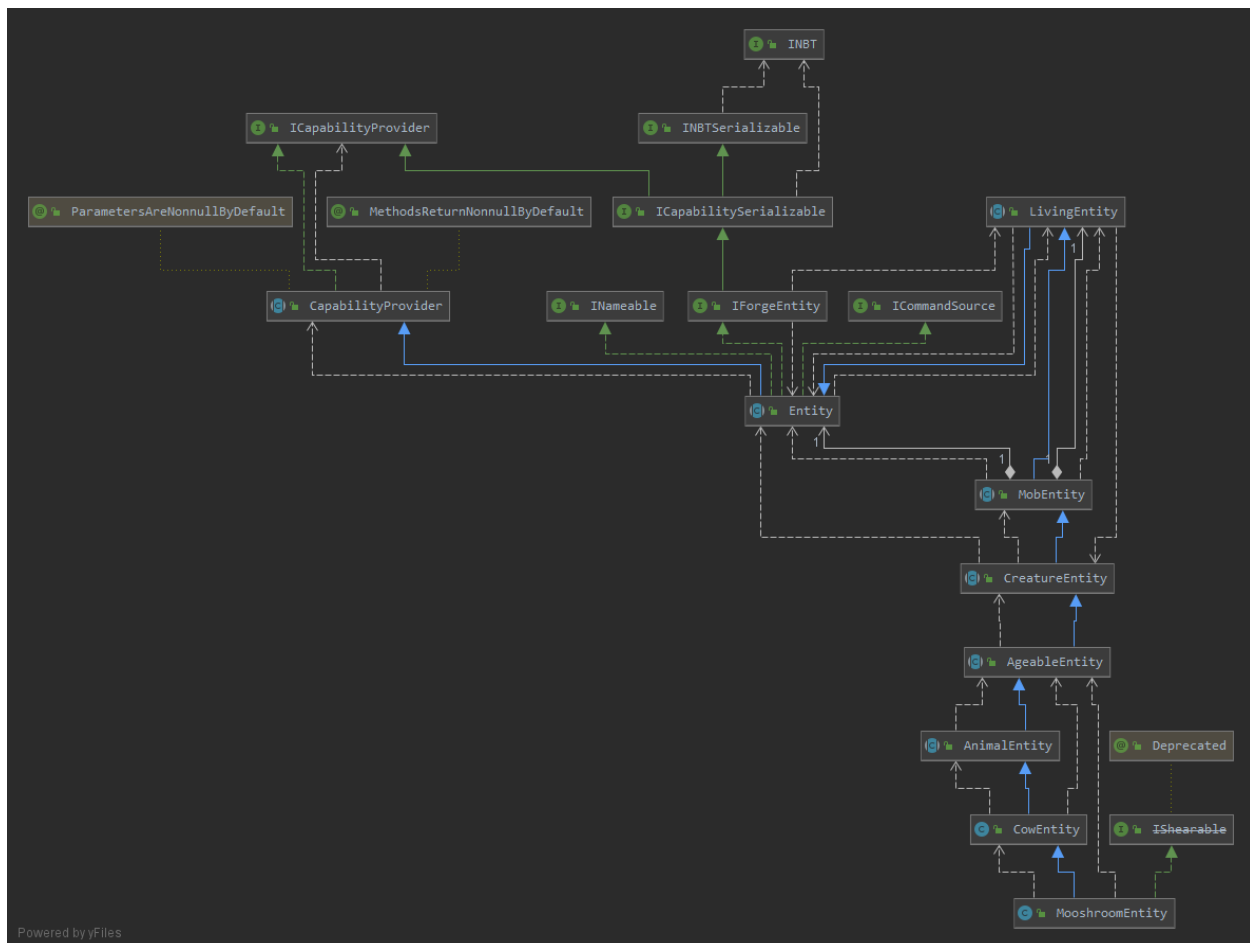 INBT
ICapabilityProvider
INBTSerializable
ParametersAreNonnullByDefault
MethodsReturnNonnullByDefault
ICapabilitySerializable
LivingEntity
1
CapabilityProvider
INameable
IForgeEntity
ICommandSource
Entity
1
1
1
MobEntity
CreatureEntity
AgeableEntity
AnimalEntity
Deprecated
CowEntity
IShearable
MooshroomEntity
Powered by yFiles